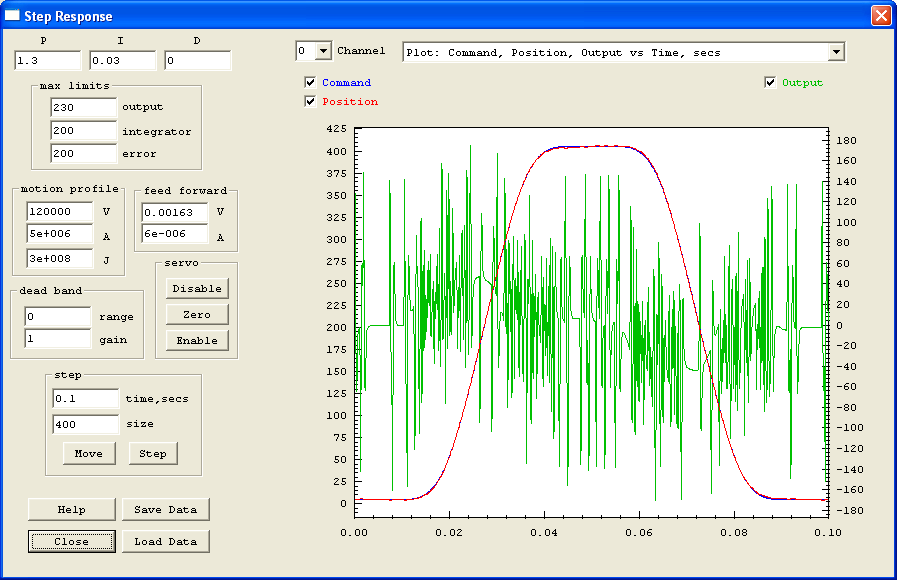 Step Response
P I D
1.3 0.03 0
max limits
230 output
200 integrator
200 error
motion profile
120000 V
5e+006 A
3e+008 J
feed forward
0.00163 V
6e-006 A
dead band
0 range
1 gain
servo
Disable
Zero
Enable
step
0.1 time,secs
400 size
Move Step
Help Save Data
Close Load Data
0 Channel Plot: Command, Position, Output vs Time, secs
Command Output
Position
425
400
375
350
325
300
275
250
225
200
175
150
125
100
75
50
25
0
180
160
140
120
100
80
60
40
20
0
-20
-40
-60
-80
-100
-120
-140
-160
-180
0.00 0.02 0.04 0.06 0.08 0.10